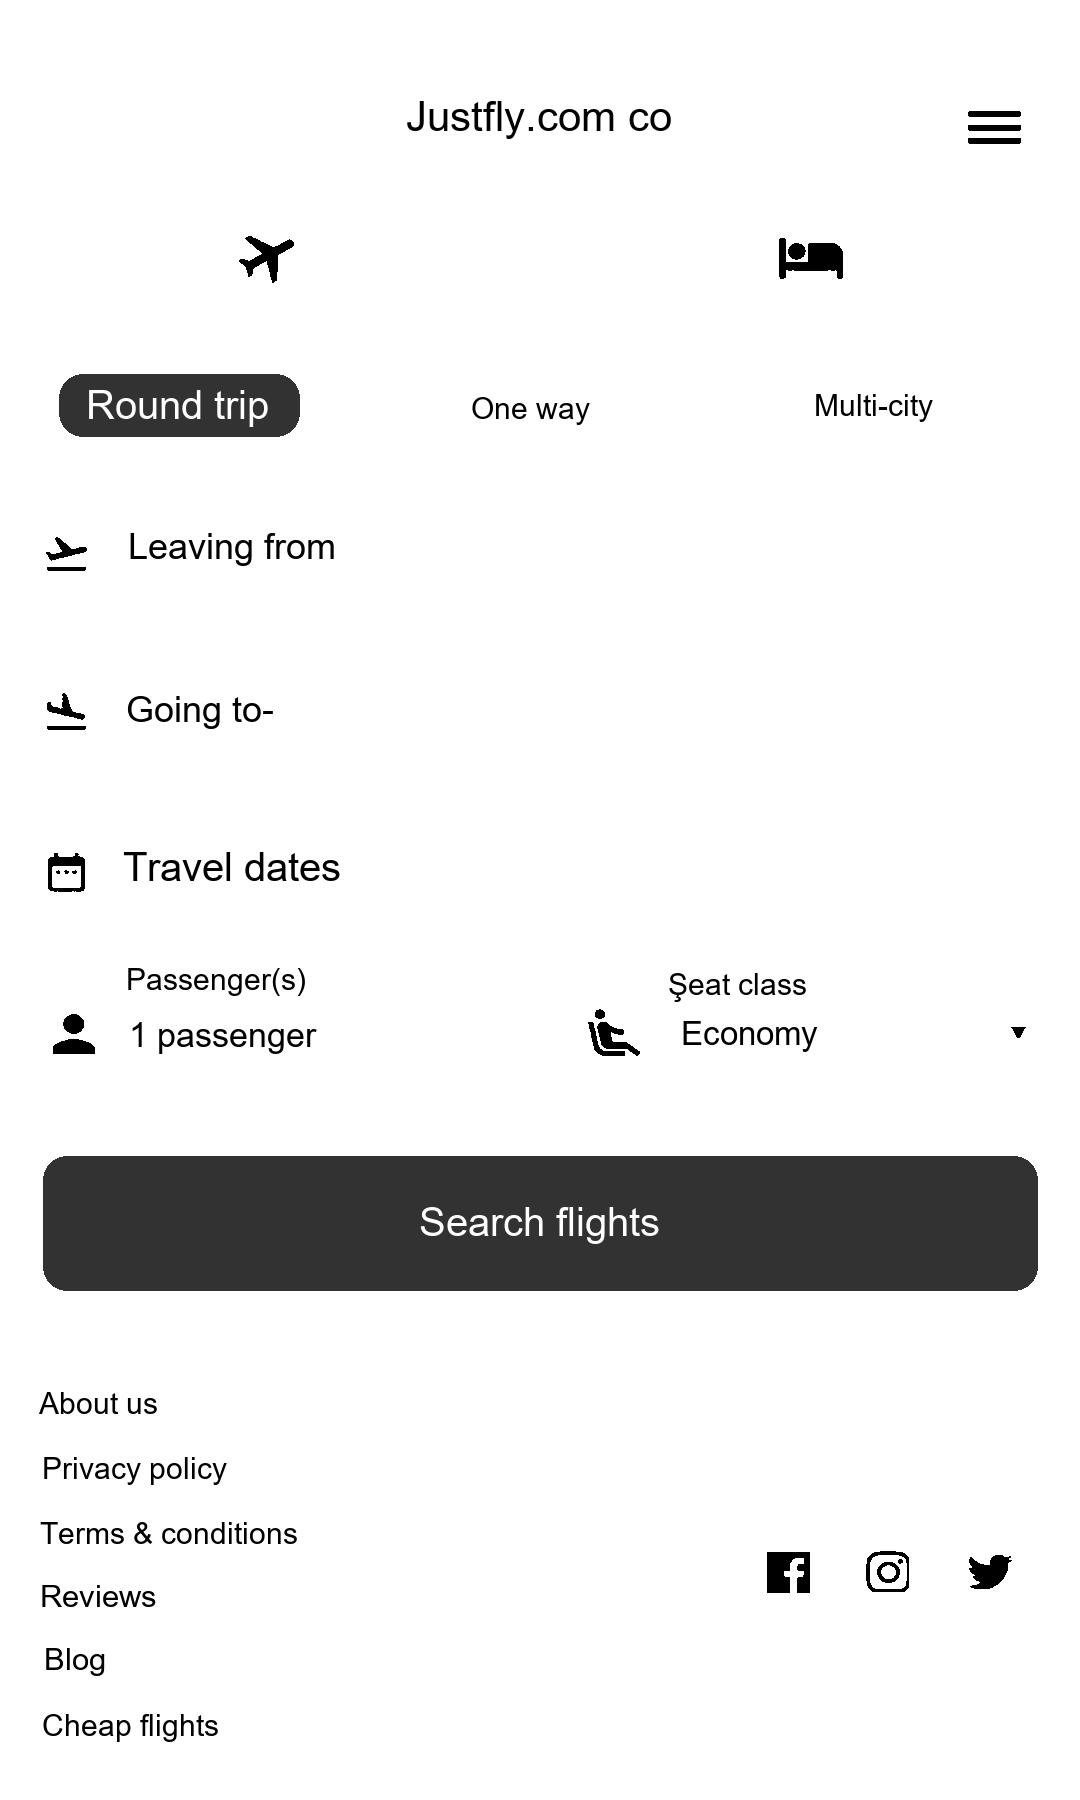 Justfly.com co
Round trip
One way
Multi-city
Leaving from
Going to-
Travel dates
Passenger(s)
1 passenger
Şeat class
Economy
Search flights
About us
Privacy policy
Terms & conditions
Reviews
Blog
Cheap flights